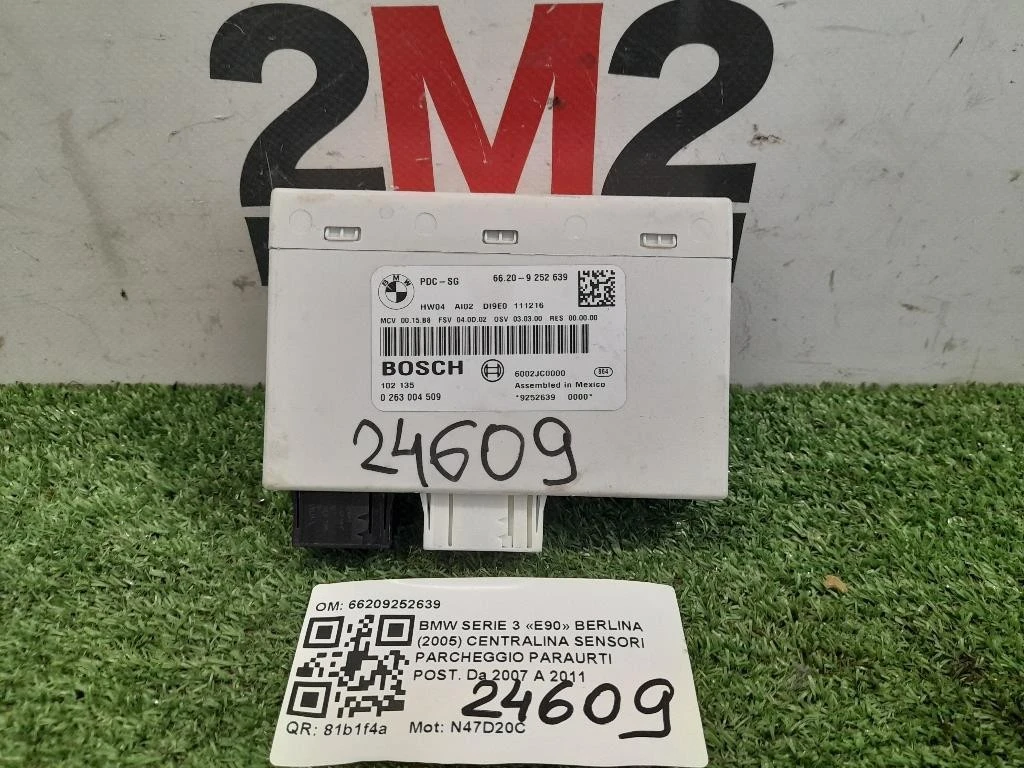 2M2
BMW PDC-SG 66.20-9 252 639
HW04 AI02 DI9E0 111216
MCV 00.15.B8 FSV 04.0D.02 OSV 03.03.00 RES 00.00.00
BOSCH 6002JC0000 864
102 135 Assembled in Mexico
0 263 004 509 *9252639 0000*
24609
OM: 66209252639
BMW SERIE 3 «E90» BERLINA
(2005) CENTRALINA SENSORI
PARCHEGGIO PARAURTI
POST. Da 2007 A 2011
24609
QR: 81b1f4a Mot: N47D20C